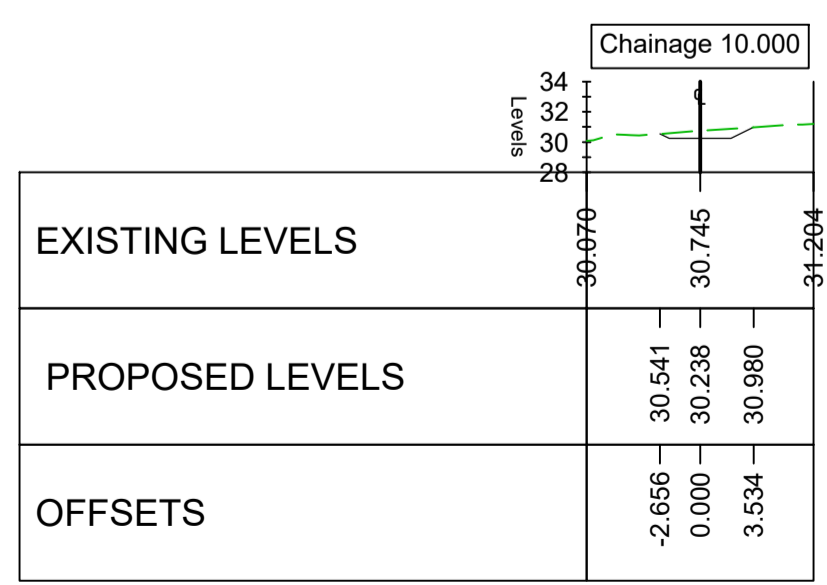 Chainage 10.000
34
32
30
28
Levels
℄
EXISTING LEVELS
30.070
30.745
31.204
PROPOSED LEVELS
30.541
30.238
30.980
OFFSETS
-2.656
0.000
3.534